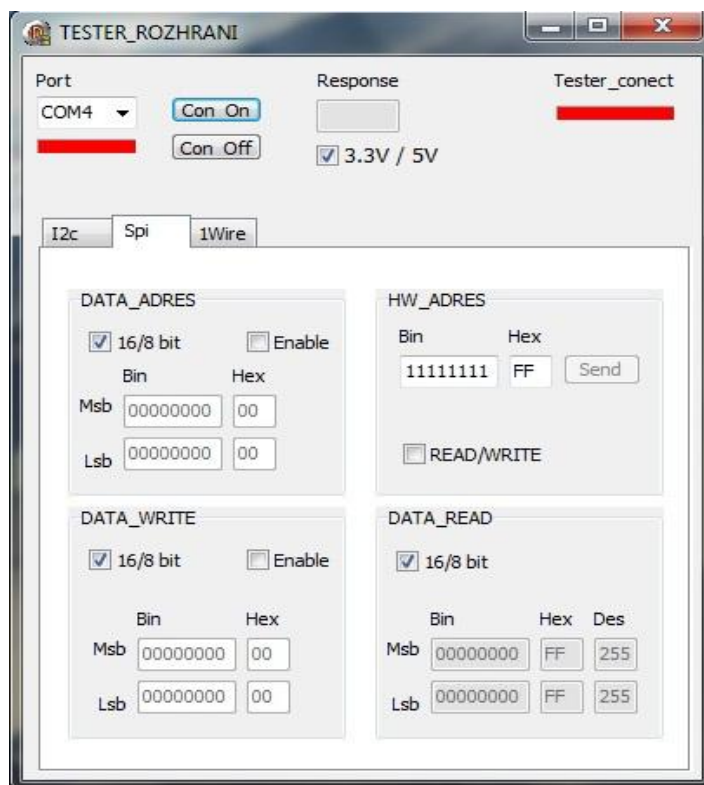 TESTER_ROZHRANI
Port Response Tester_conect
COM4 Con On
Con Off 3.3V / 5V
I2c Spi 1Wire
DATA_ADRES HW_ADRES
16/8 bit Enable Bin Hex
Bin Hex 11111111 FF Send
Msb 00000000 00
Lsb 00000000 00 READ/WRITE
DATA_WRITE DATA_READ
16/8 bit Enable 16/8 bit
Bin Hex Bin Hex Des
Msb 00000000 00 Msb 00000000 FF 255
Lsb 00000000 00 Lsb 00000000 FF 255